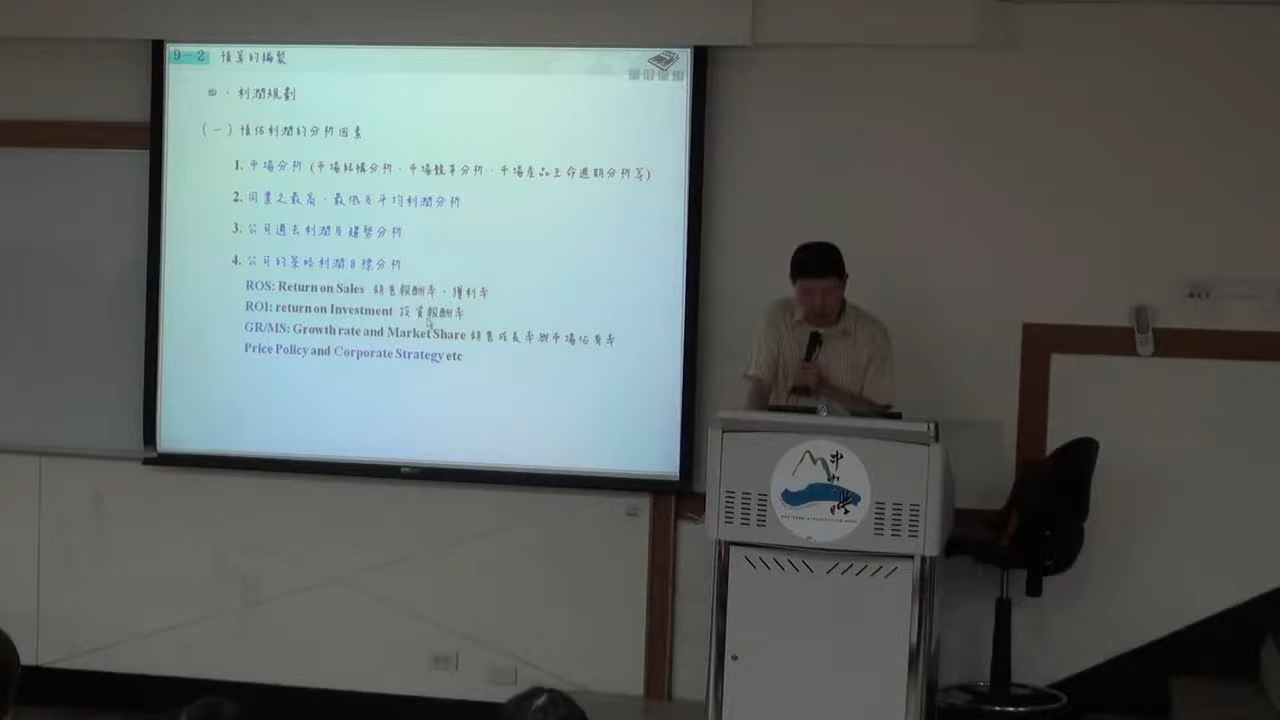 9－2 預算的編製
四、利潤規劃
(一)預估利潤的分析因素
1. 市場分析 (市場結構分析、市場競爭分析、市場產品生命週期分析等)
2. 同業之最高、最低及平均利潤分析
3. 公司過去利潤及趨勢分析
4. 公司的策略利潤目標分析
ROS: Return on Sales 銷售報酬率、獲利率
ROI: return on Investment 投資報酬率
GR/MS: Growth rate and Market Share 銷售成長率與市場佔有率
Price Policy and Corporate Strategy etc